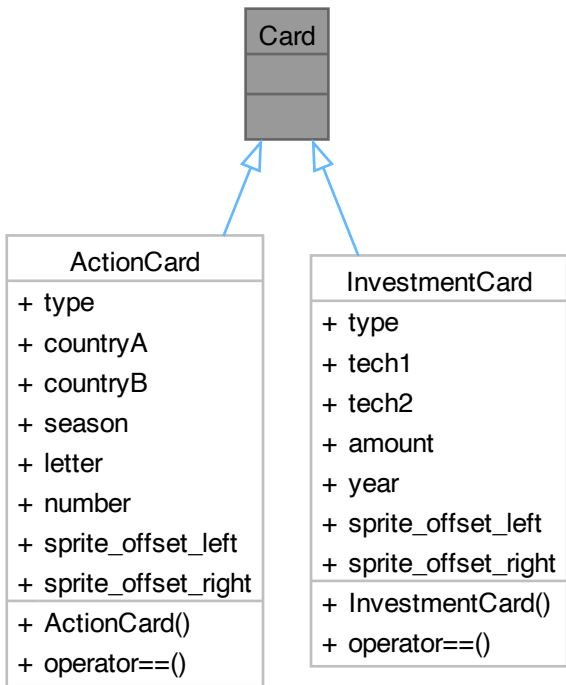 Card
ActionCard
+ type
+ countryA
+ countryB
+ season
+ letter
+ number
+ sprite_offset_left
+ sprite_offset_right
+ ActionCard()
+ operator==()
InvestmentCard
+ type
+ tech1
+ tech2
+ amount
+ year
+ sprite_offset_left
+ sprite_offset_right
+ InvestmentCard()
+ operator==()